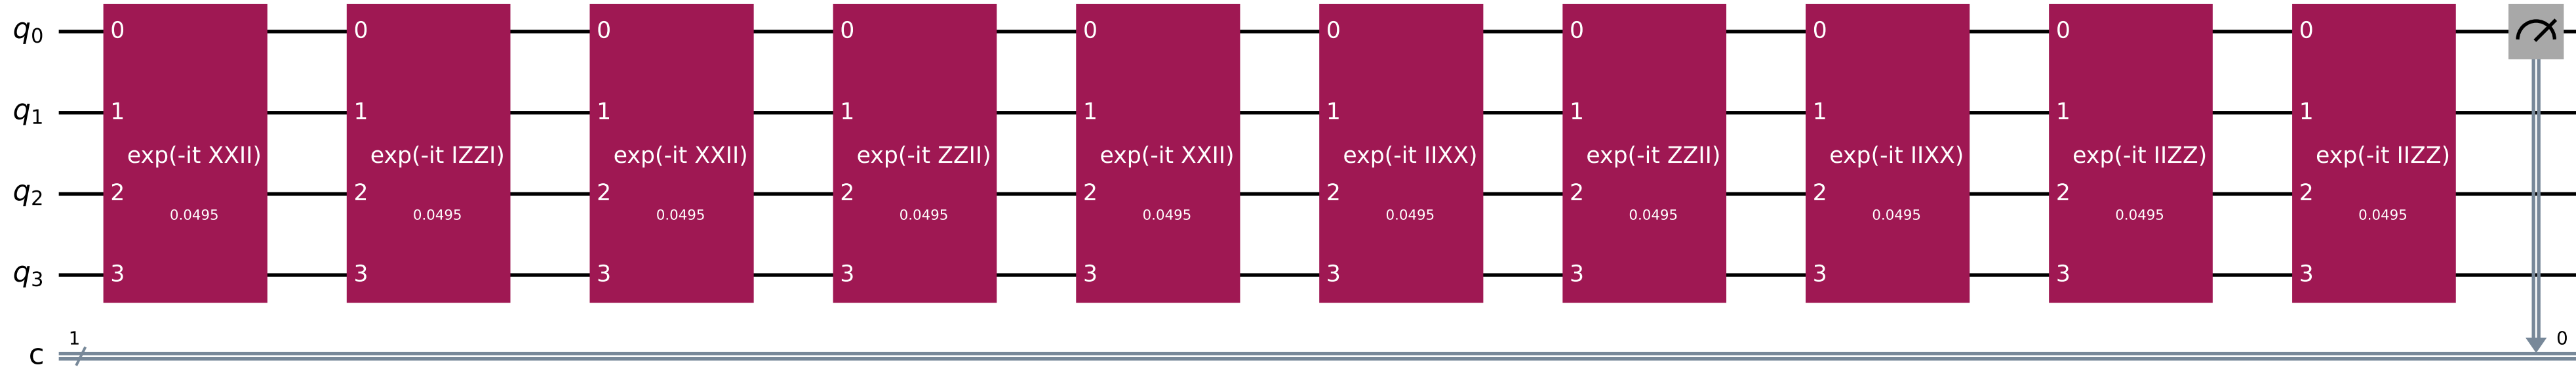 q0 0 0 0 0 0 0 0 0 0 0
q1 1 1 1 1 1 1 1 1 1 1
exp(-it XXII) exp(-it IZZI) exp(-it XXII) exp(-it ZZII) exp(-it XXII) exp(-it IIXX) exp(-it ZZII) exp(-it IIXX) exp(-it IIZZ) exp(-it IIZZ)
q2 2 2 2 2 2 2 2 2 2 2
0.0495 0.0495 0.0495 0.0495 0.0495 0.0495 0.0495 0.0495 0.0495 0.0495
q3 3 3 3 3 3 3 3 3 3 3
1 0
c